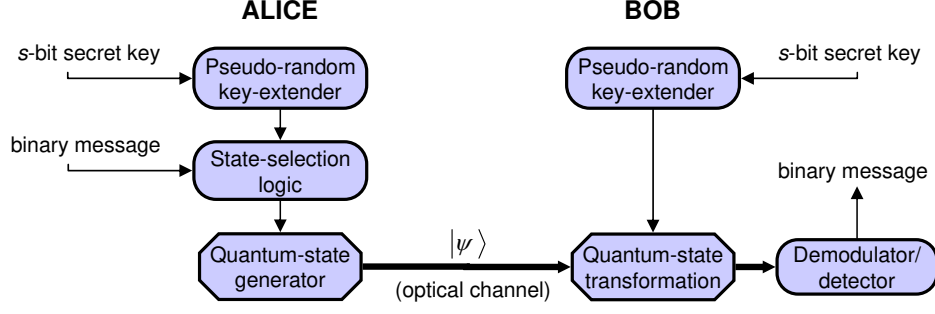 ALICE
BOB
s-bit secret key
Pseudo-random
key-extender
Pseudo-random
key-extender
s-bit secret key
binary message
State-selection
logic
binary message
Quantum-state
generator
|ψ⟩
(optical channel)
Quantum-state
transformation
Demodulator/
detector